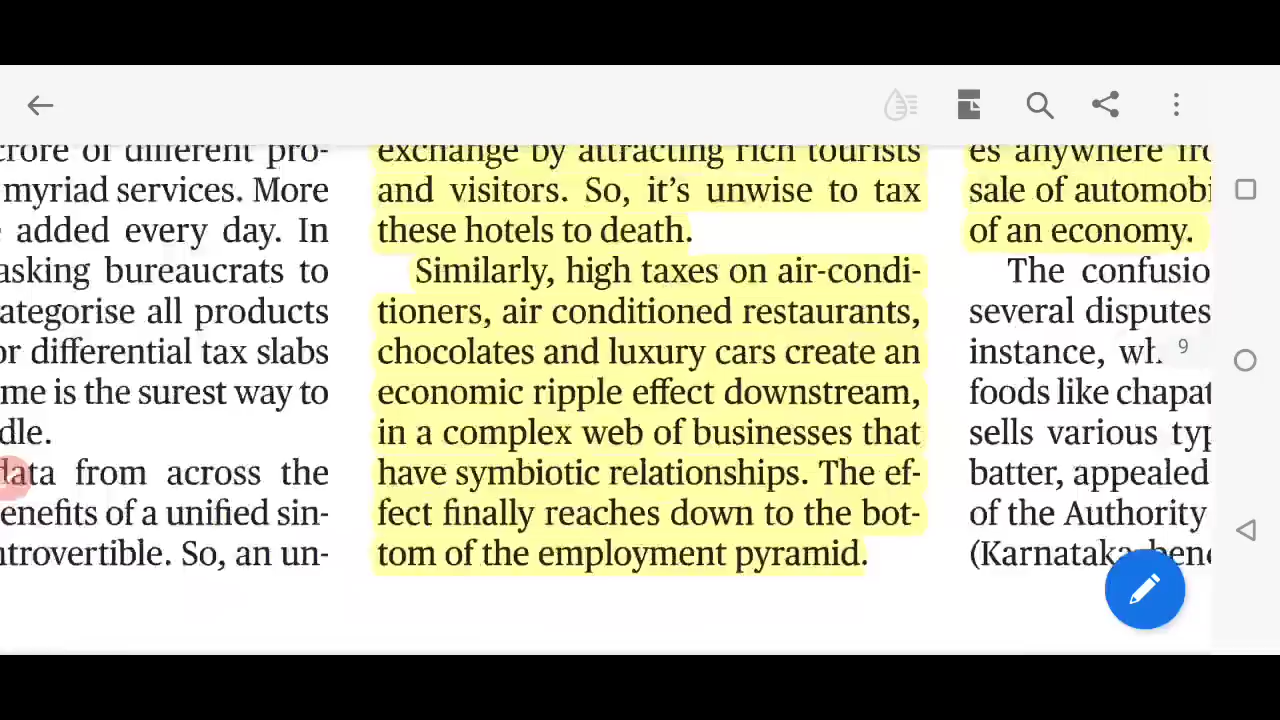 crore of different pro-
myriad services. More
added every day. In
asking bureaucrats to
ategorise all products
or differential tax slabs
me is the surest way to
dle.
data from across the
enefits of a unified sin-
ntrovertible. So, an un-
exchange by attracting rich tourists
and visitors. So, it's unwise to tax
these hotels to death.
Similarly, high taxes on air-condi-
tioners, air conditioned restaurants,
chocolates and luxury cars create an
economic ripple effect downstream,
in a complex web of businesses that
have symbiotic relationships. The ef-
fect finally reaches down to the bot-
tom of the employment pyramid.
es anywhere fro
sale of automobi
of an economy.
The confusio
several disputes
instance, wh
foods like chapat
sells various typ
batter, appealed
of the Authority
(Karnataka benc
9